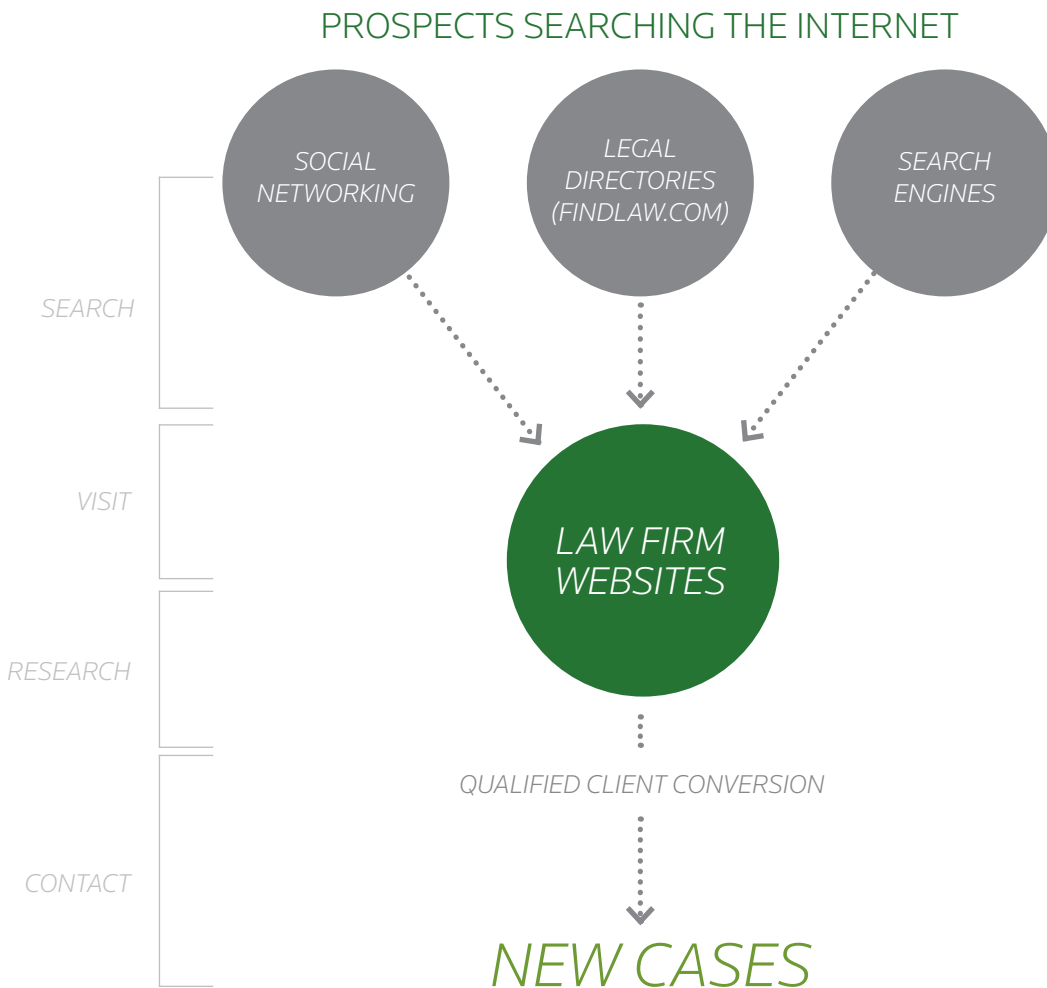 PROSPECTS SEARCHING THE INTERNET
SOCIAL
NETWORKING
LEGAL
DIRECTORIES
(FINDLAW.COM)
SEARCH
ENGINES
SEARCH
VISIT
LAW FIRM
WEBSITES
RESEARCH
QUALIFIED CLIENT CONVERSION
CONTACT
NEW CASES